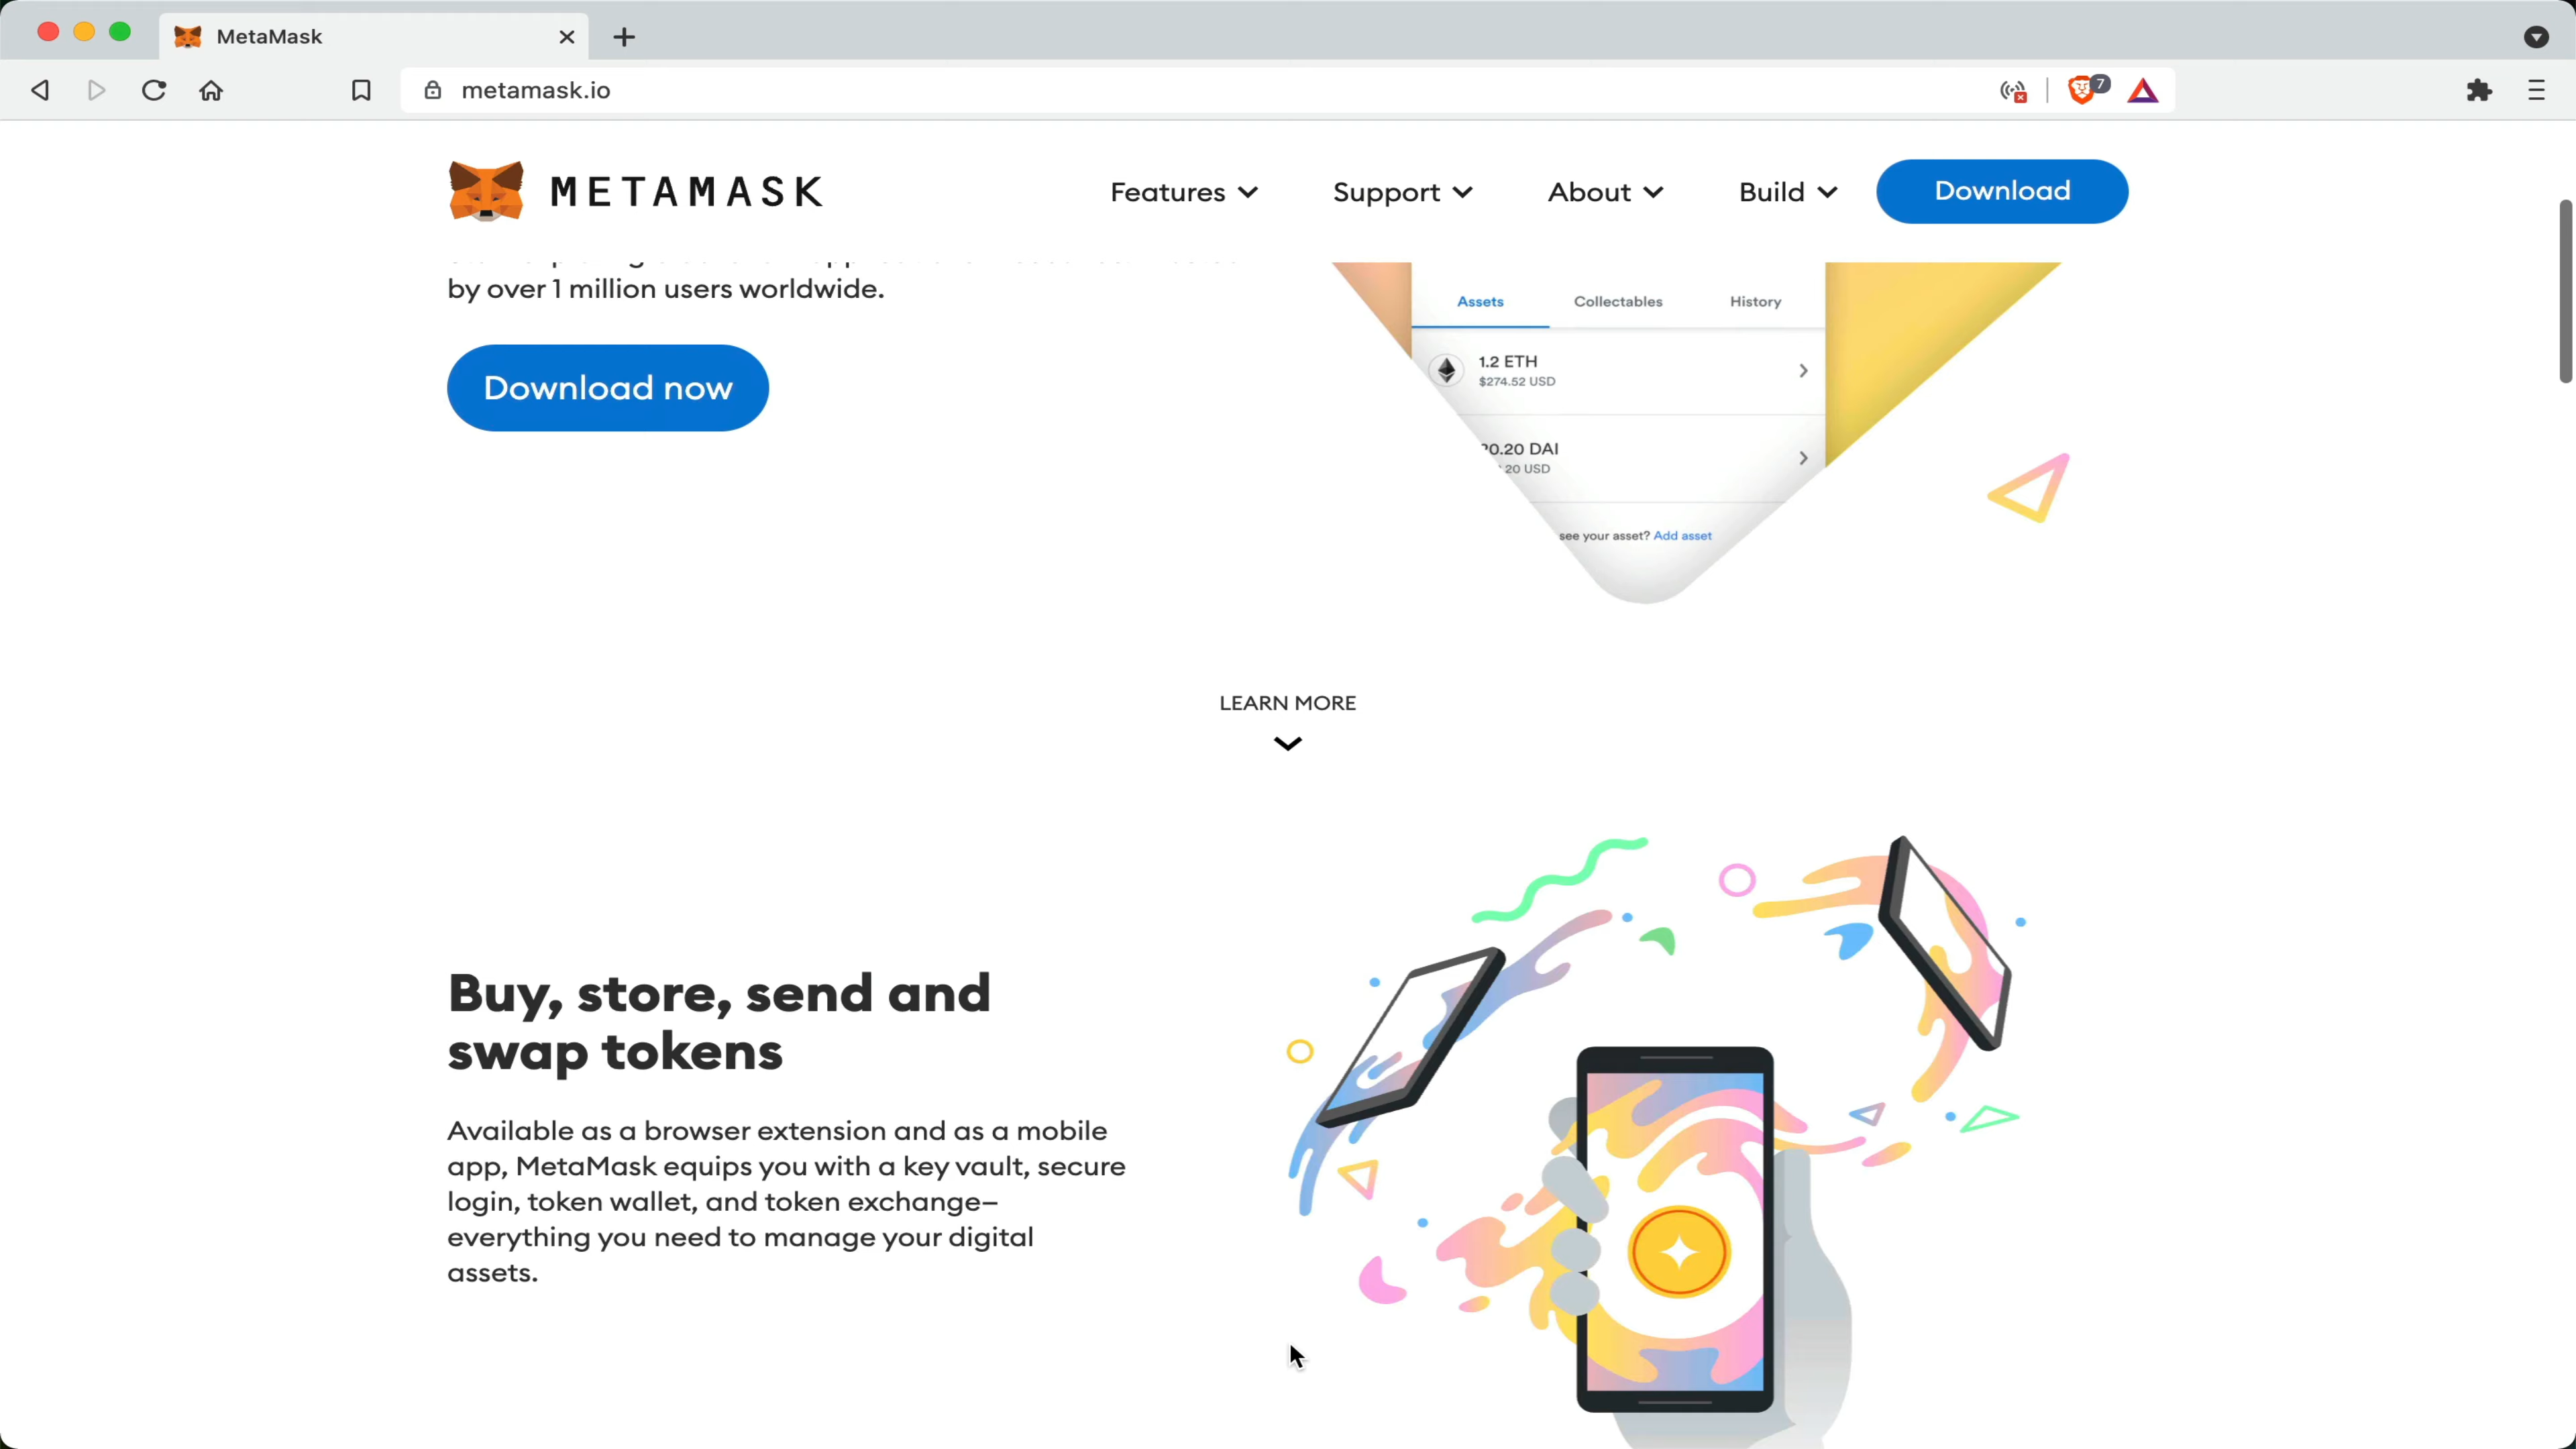 MetaMask
metamask.io
7
METAMASK
Features
Support
About
Build
Download
by over 1 million users worldwide.
Download now
Assets
Collectables
History
1.2 ETH
$274.52 USD
0.20 DAI
20 USD
see your asset? Add asset
LEARN MORE
Buy, store, send and
swap tokens
Available as a browser extension and as a mobile
app, MetaMask equips you with a key vault, secure
login, token wallet, and token exchange—
everything you need to manage your digital
assets.